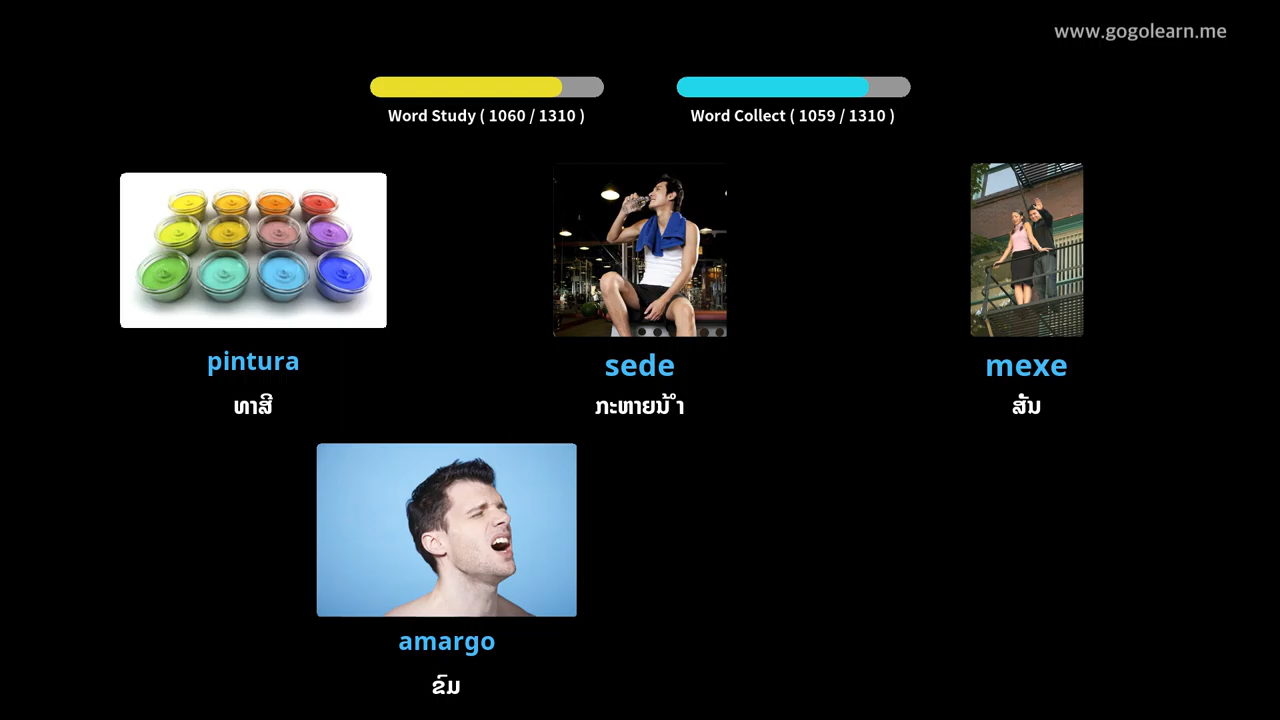 www.gogolearn.me
Word Study ( 1060 / 1310 )
Word Collect ( 1059 / 1310 )
pintura
sede
mexe
ທາສີ
ກະຫາຍນ້ໍາ
ສັ່ນ
amargo
ຂົມ